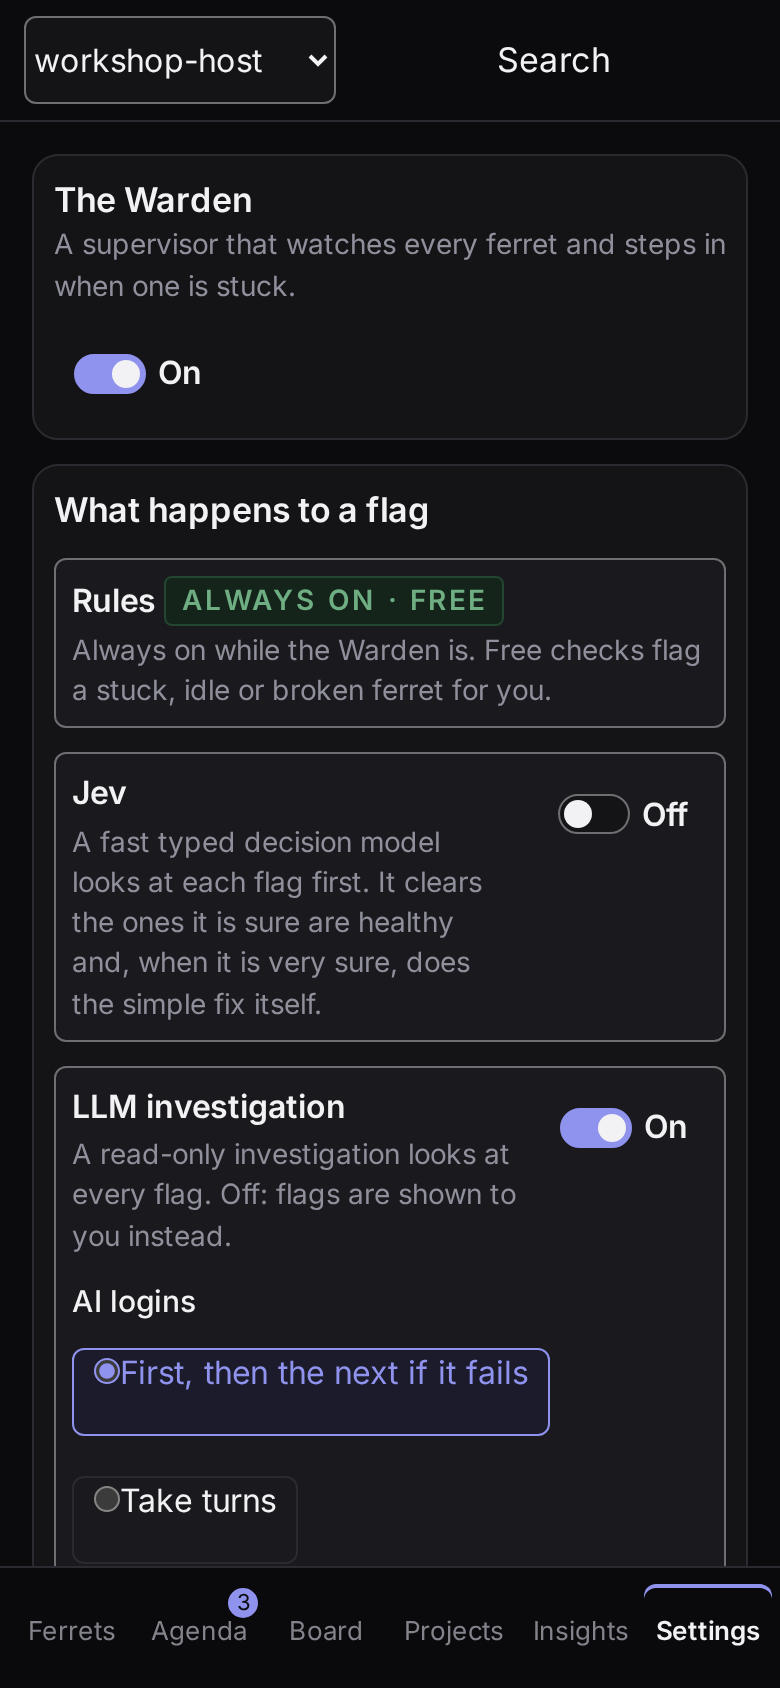 workshop-host
Search
The Warden
A supervisor that watches every ferret and steps in
when one is stuck.
On
What happens to a flag
Rules ALWAYS ON · FREE
Always on while the Warden is. Free checks flag
a stuck, idle or broken ferret for you.
Jev
Off
A fast typed decision model
looks at each flag first. It clears
the ones it is sure are healthy
and, when it is very sure, does
the simple fix itself.
LLM investigation
On
A read-only investigation looks at
every flag. Off: flags are shown to
you instead.
AI logins
First, then the next if it fails
Take turns
3
Ferrets Agenda Board Projects Insights Settings